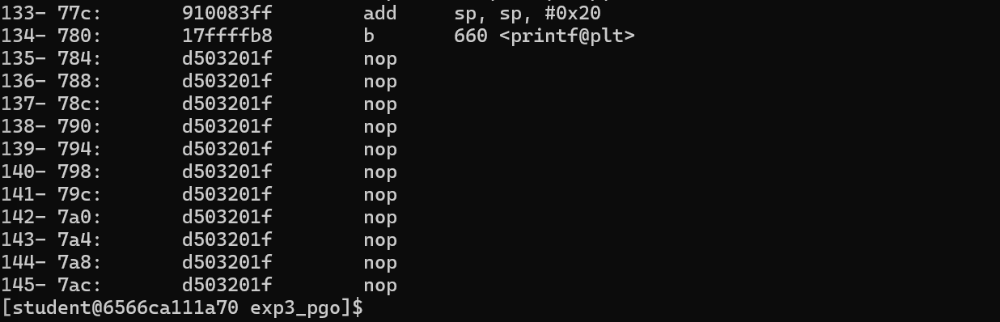 133- 77c:       910083ff        add     sp, sp, #0x20
134- 780:       17ffffb8        b       660 <printf@plt>
135- 784:       d503201f        nop
136- 788:       d503201f        nop
137- 78c:       d503201f        nop
138- 790:       d503201f        nop
139- 794:       d503201f        nop
140- 798:       d503201f        nop
141- 79c:       d503201f        nop
142- 7a0:       d503201f        nop
143- 7a4:       d503201f        nop
144- 7a8:       d503201f        nop
145- 7ac:       d503201f        nop
[student@6566ca111a70 exp3_pgo]$